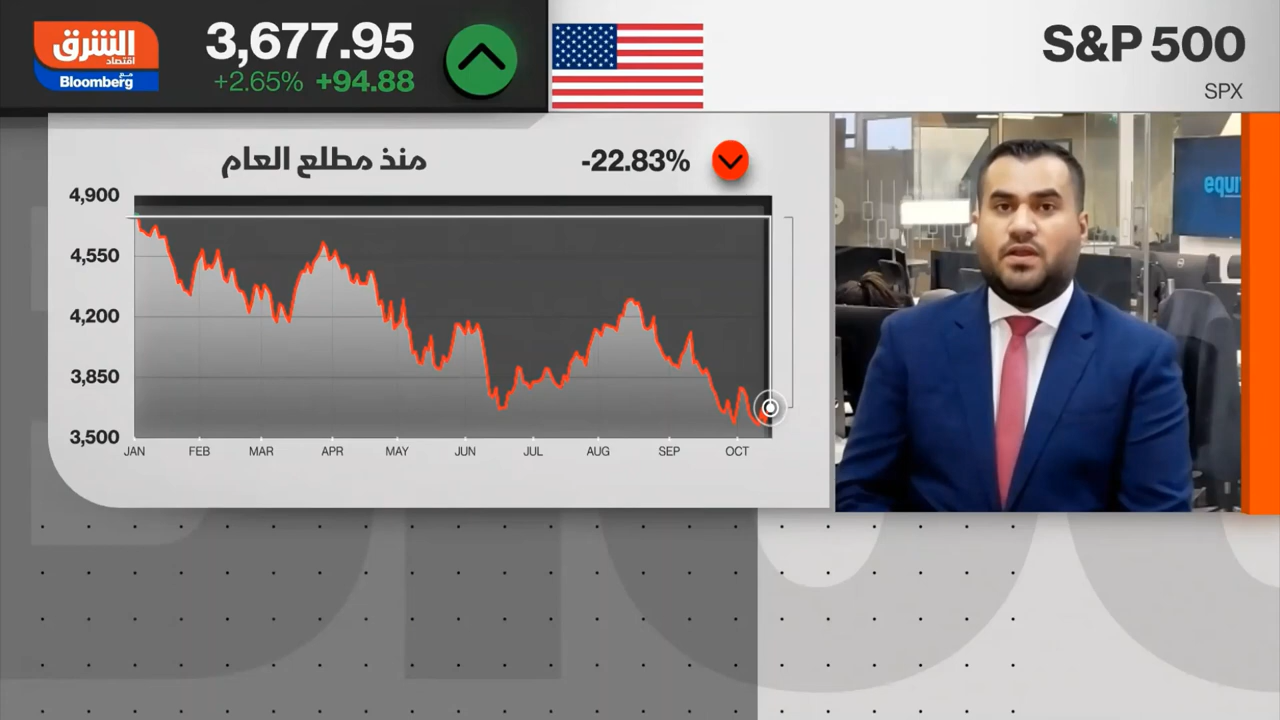 الشرق
اقتصاد
مع
Bloomberg
3,677.95
+2.65% +94.88
S&P 500
SPX
منذ مطلع العام
-22.83%
4,900
4,550
4,200
3,850
3,500
JAN FEB MAR APR MAY JUN JUL AUG SEP OCT
equi